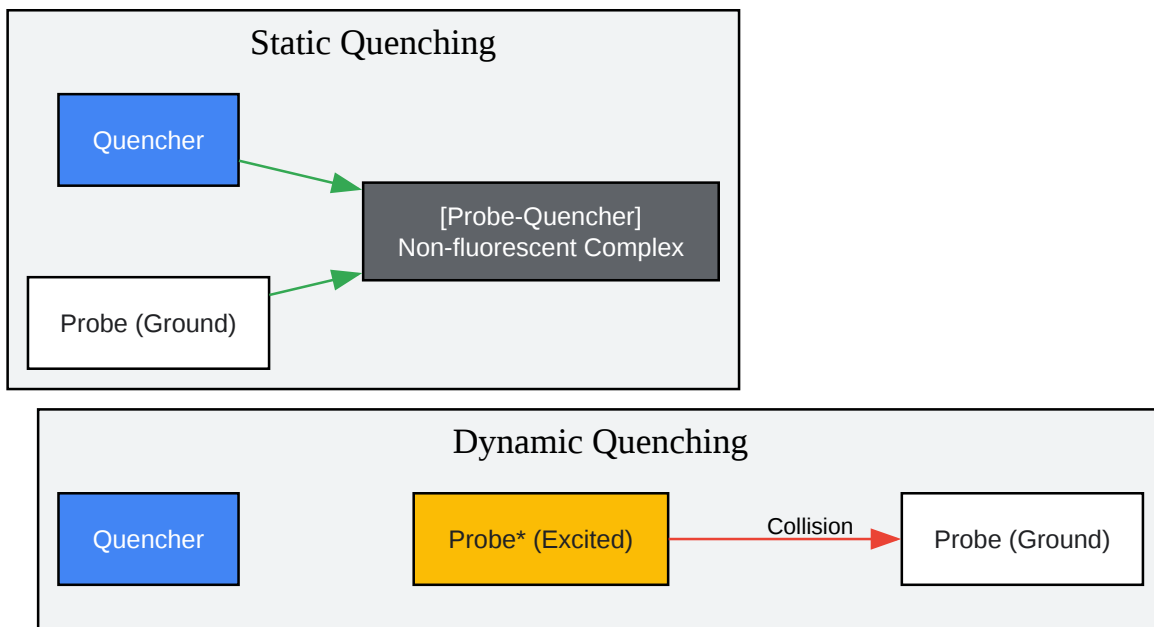 Static Quenching
Quencher
[Probe-Quencher]
Non-fluorescent Complex
Probe (Ground)
Dynamic Quenching
Quencher
Probe* (Excited)
Collision
Probe (Ground)